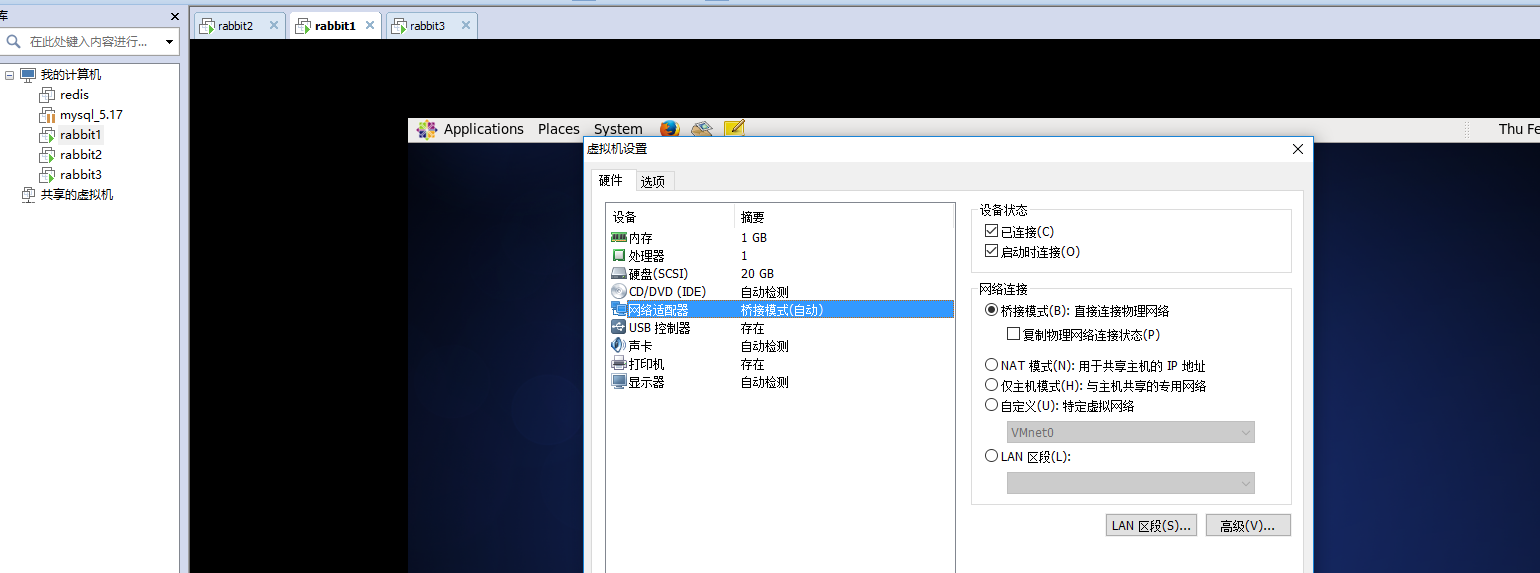 库
rabbit2
rabbit1
rabbit3
在此处键入内容进行...
我的计算机
redis
mysql_5.17
rabbit1
rabbit2
rabbit3
共享的虚拟机
Applications Places System
Thu Fe
虚拟机设置
硬件 选项
设备 摘要
内存 1 GB
处理器 1
硬盘(SCSI) 20 GB
CD/DVD (IDE) 自动检测
网络适配器 桥接模式(自动)
USB 控制器 存在
声卡 自动检测
打印机 存在
显示器 自动检测
设备状态
已连接(C)
启动时连接(O)
网络连接
桥接模式(B): 直接连接物理网络
复制物理网络连接状态(P)
NAT 模式(N): 用于共享主机的 IP 地址
仅主机模式(H): 与主机共享的专用网络
自定义(U): 特定虚拟网络
VMnet0
LAN 区段(L):
LAN 区段(S)... 高级(V)...